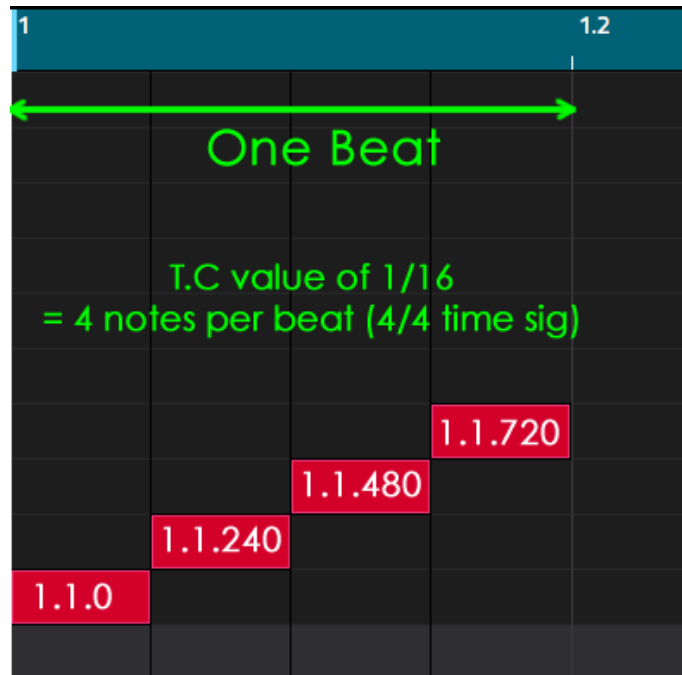 1 1.2
One Beat
T.C value of 1/16
= 4 notes per beat (4/4 time sig)
1.1.720
1.1.480
1.1.240
1.1.0